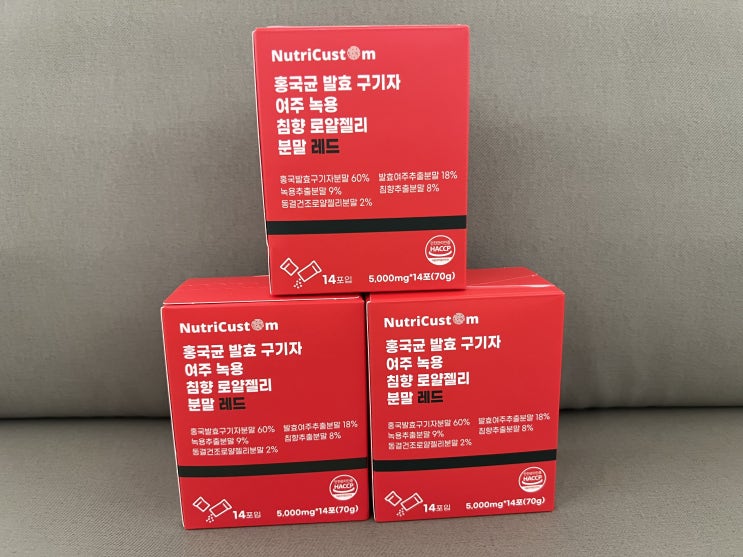 NutriCustom
홍국균 발효 구기자
여주 녹용
침향 로얄젤리
분말 레드
홍국발효구기자분말 60% 발효여주추출분말 18%
녹용추출분말 9% 침향추출분말 8%
동결건조로얄젤리분말 2%
HACCP
14포입
5,000mg*14포(70g)
NutriCustom
홍국균 발효 구기자
여주 녹용
침향 로얄젤리
분말 레드
홍국발효구기자분말 60% 발효여주추출분말 18%
녹용추출분말 9% 침향추출분말 8%
동결건조로얄젤리분말 2%
HACCP
14포입
5,000mg*14포(70g)
NutriCustom
홍국균 발효 구기자
여주 녹용
침향 로얄젤리
분말 레드
홍국발효구기자분말 60% 발효여주추출분말 18%
녹용추출분말 9% 침향추출분말 8%
동결건조로얄젤리분말 2%
HACCP
14포입
5,000mg*14포(70g)